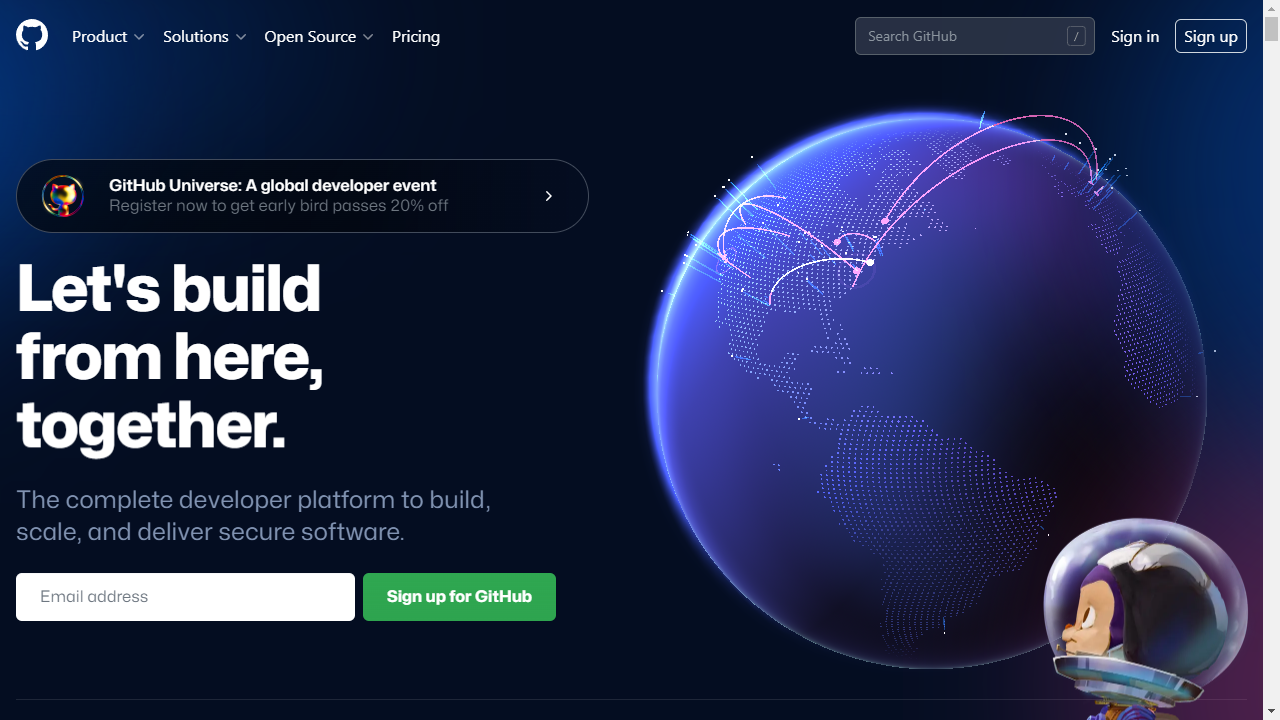 Product Solutions Open Source Pricing Search GitHub / Sign in Sign up
GitHub Universe: A global developer event
Register now to get early bird passes 20% off
Let's build
from here,
together.
The complete developer platform to build,
scale, and deliver secure software.
Email address Sign up for GitHub